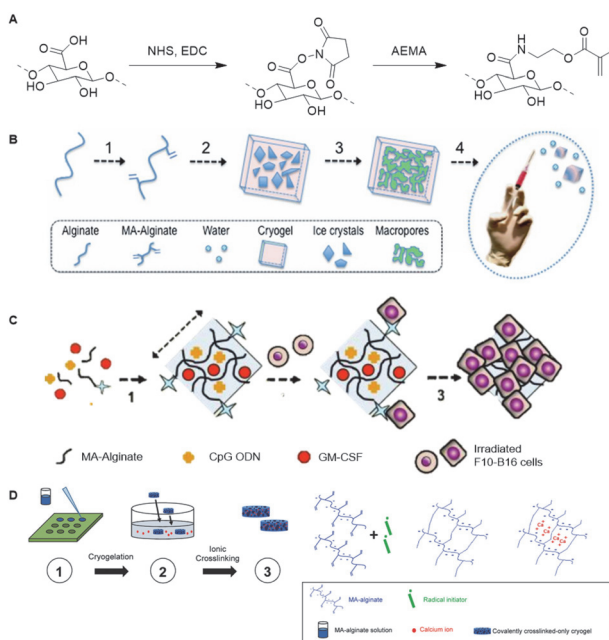 A
OH
NHS, EDC
AEMA
B
1
2
3
4
Alginate
MA-Alginate
Water
Cryogel
Ice crystals
Macropores
C
1
3
MA-Alginate
CpG ODN
GM-CSF
Irradiated
F10-B16 cells
D
Cryogelation
Ionic
Crosslinking
1
2
3
+
MA-alginate
Radical initiator
MA-alginate solution
Calcium ion
Covalently crosslinked-only cryogel